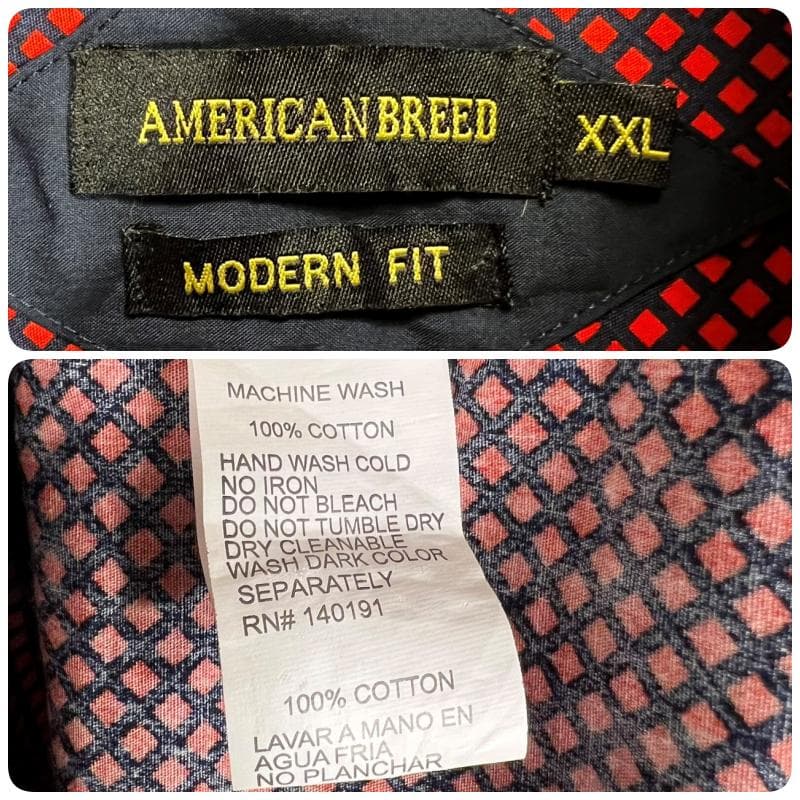 AMERICAN BREED
XXL
MODERN FIT
MACHINE WASH
100% COTTON
HAND WASH COLD
NO IRON
DO NOT BLEACH
DO NOT TUMBLE DRY
DRY CLEANABLE
WASH DARK COLOR
SEPARATELY
RN# 140191
100% COTTON
LAVAR A MANO EN
AGUA FRIA
NO PLANCHAR